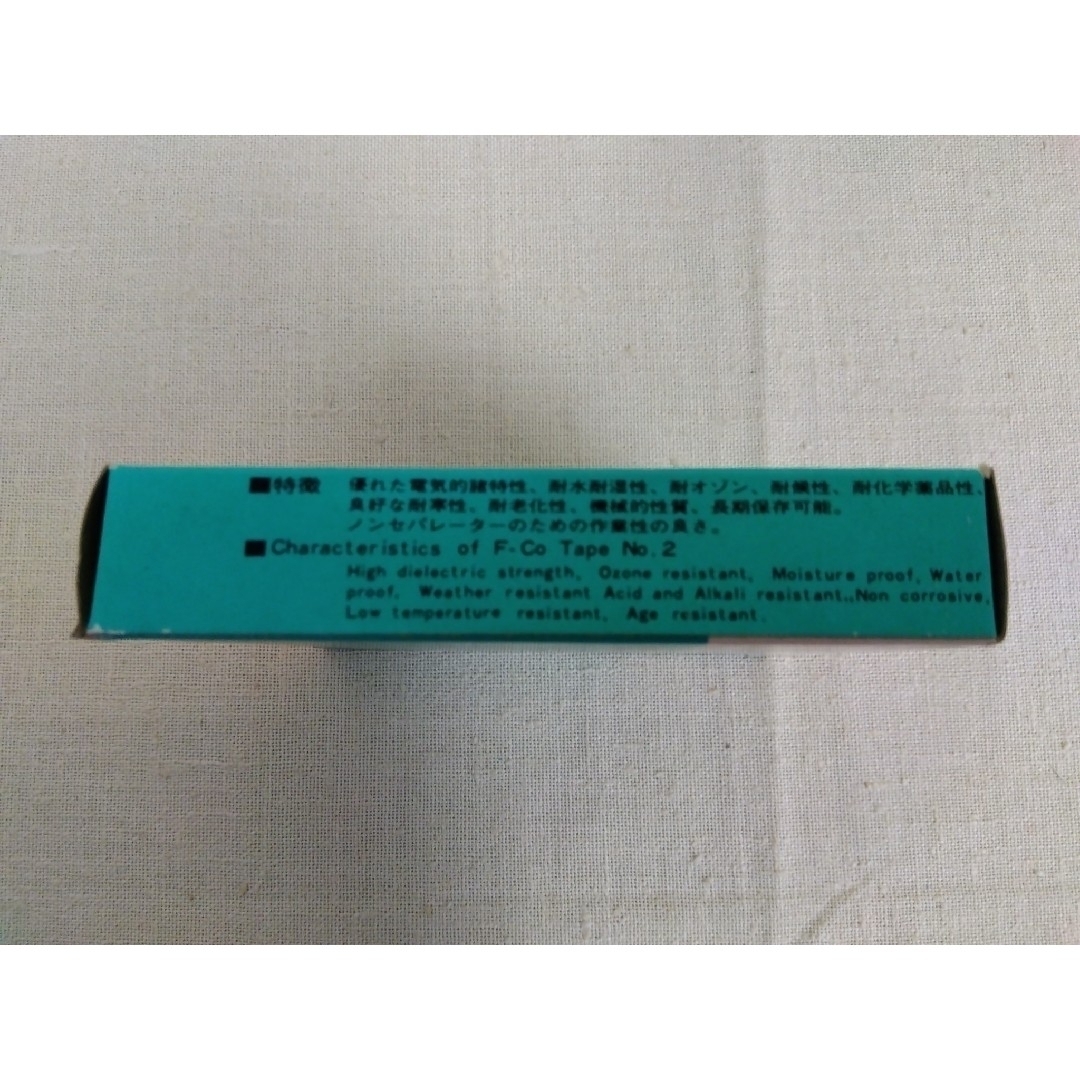 ■特徴 優れた電気的諸特性、耐水耐湿性、耐オゾン、耐候性、耐化学薬品性、
良好な耐寒性、耐老化性、機械的性質、長期保存可能。
ノンセパレーターのための作業性の良さ。
■Characteristics of F-Co Tape No.2
High dielectric strength, Ozone resistant, Moisture proof, Water
proof, Weather resistant Acid and Alkali resistant.,Non corrosive,
Low temperature resistant, Age resistant.